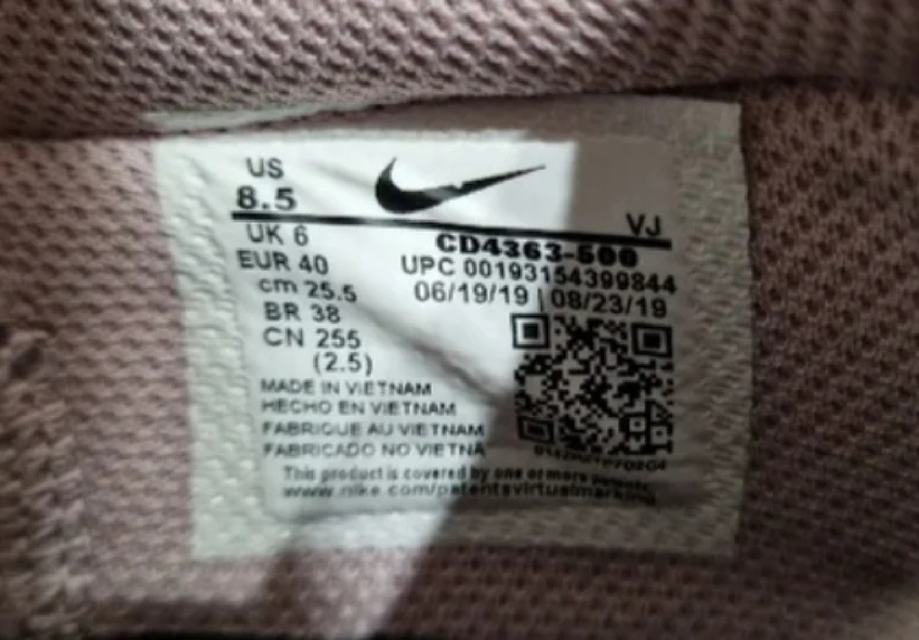 US
8.5
VJ
UK 6
CD4363-500
EUR 40
UPC 00193154399844
cm 25.5
06/19/19 | 08/23/19
BR 38
CN 255
(2.5)
MADE IN VIETNAM
HECHO EN VIETNAM
FABRIQUE AU VIETNAM
FABRICADO NO VIETNA
This product is covered by one or more patents
www.nike.com/patentsvirtualmarking